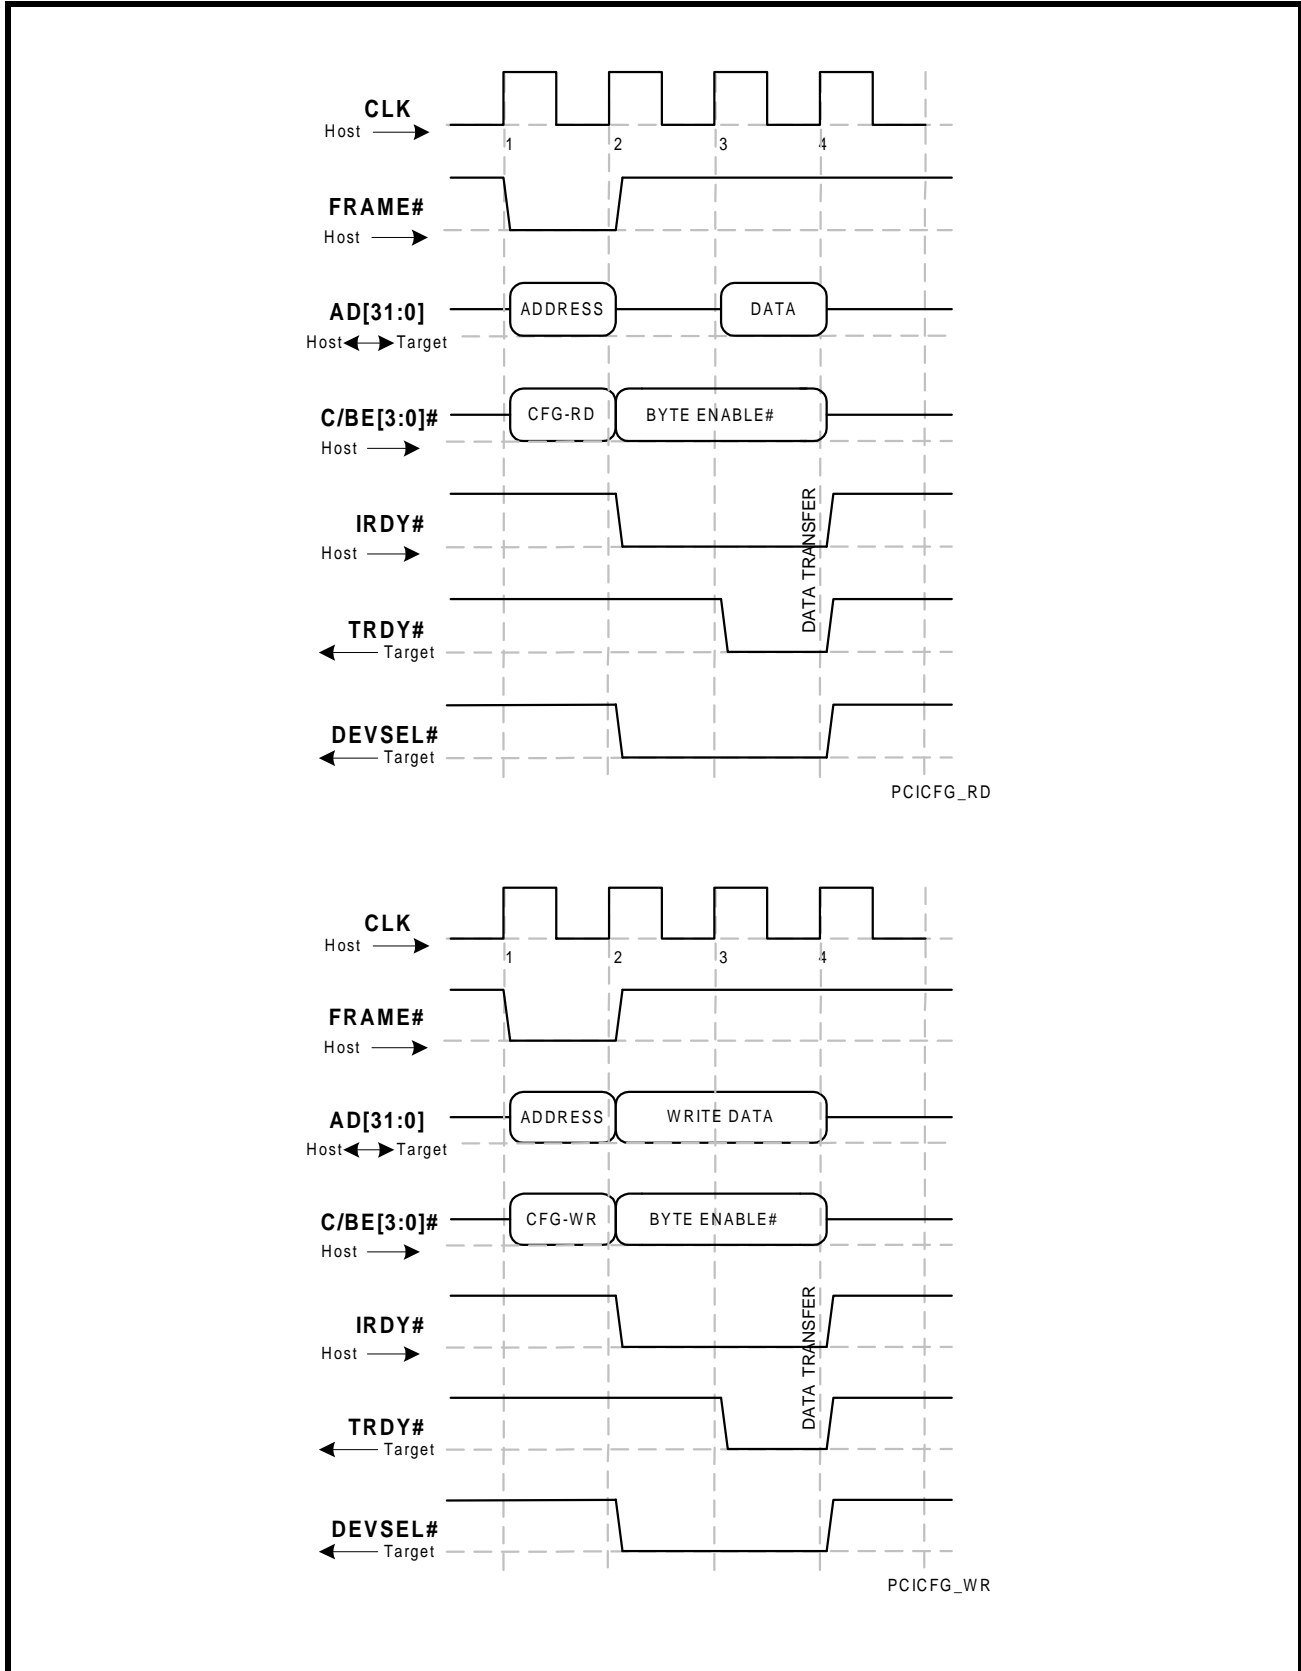 CLK
Host
1 2 3 4
FRAME#
Host
AD[31:0]
ADDRESS DATA
Host Target
C/BE[3:0]#
CFG-RD BYTE ENABLE#
Host
IRDY#
Host
DATA TRANSFER
TRDY#
Target
DEVSEL#
Target
PCICFG_RD
CLK
Host
1 2 3 4
FRAME#
Host
AD[31:0]
ADDRESS WRITE DATA
Host Target
C/BE[3:0]#
CFG-WR BYTE ENABLE#
Host
IRDY#
Host
DATA TRANSFER
TRDY#
Target
DEVSEL#
Target
PCICFG_WR